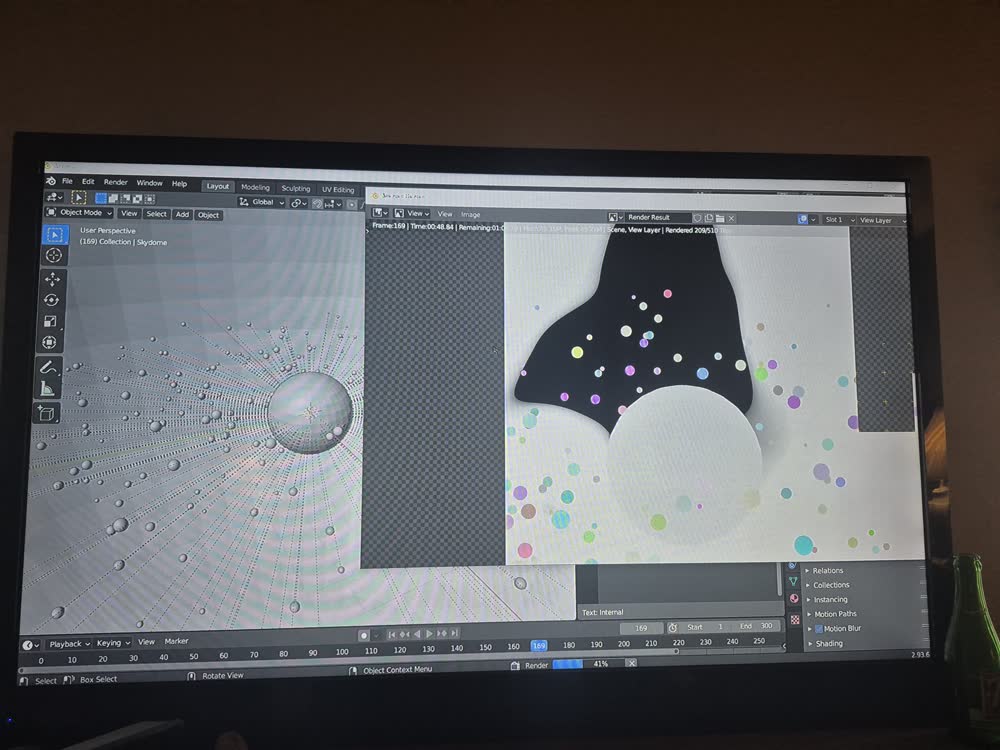 File Edit Render Window Help Layout Modeling Sculpting UV Editing
Global
Object Mode View Select Add Object
User Perspective
(169) Collection | Skydome
View View Image Render Result Slot 1 View Layer
Frame:169 | Time:00:48.84 | Remaining:01:0
Scene, View Layer | Rendered 209/510
Text: Internal
Relations
Collections
Instancing
Motion Paths
Motion Blur
Shading
Playback Keying View Marker
169 Start 1 End 300
0 10 20 30 40 50 60 70 80 90 100 110 120 130 140 150 160 169 180 190 200 210 220 230 240 250
Select Box Select Rotate View Object Context Menu Render 41% 2.93.6